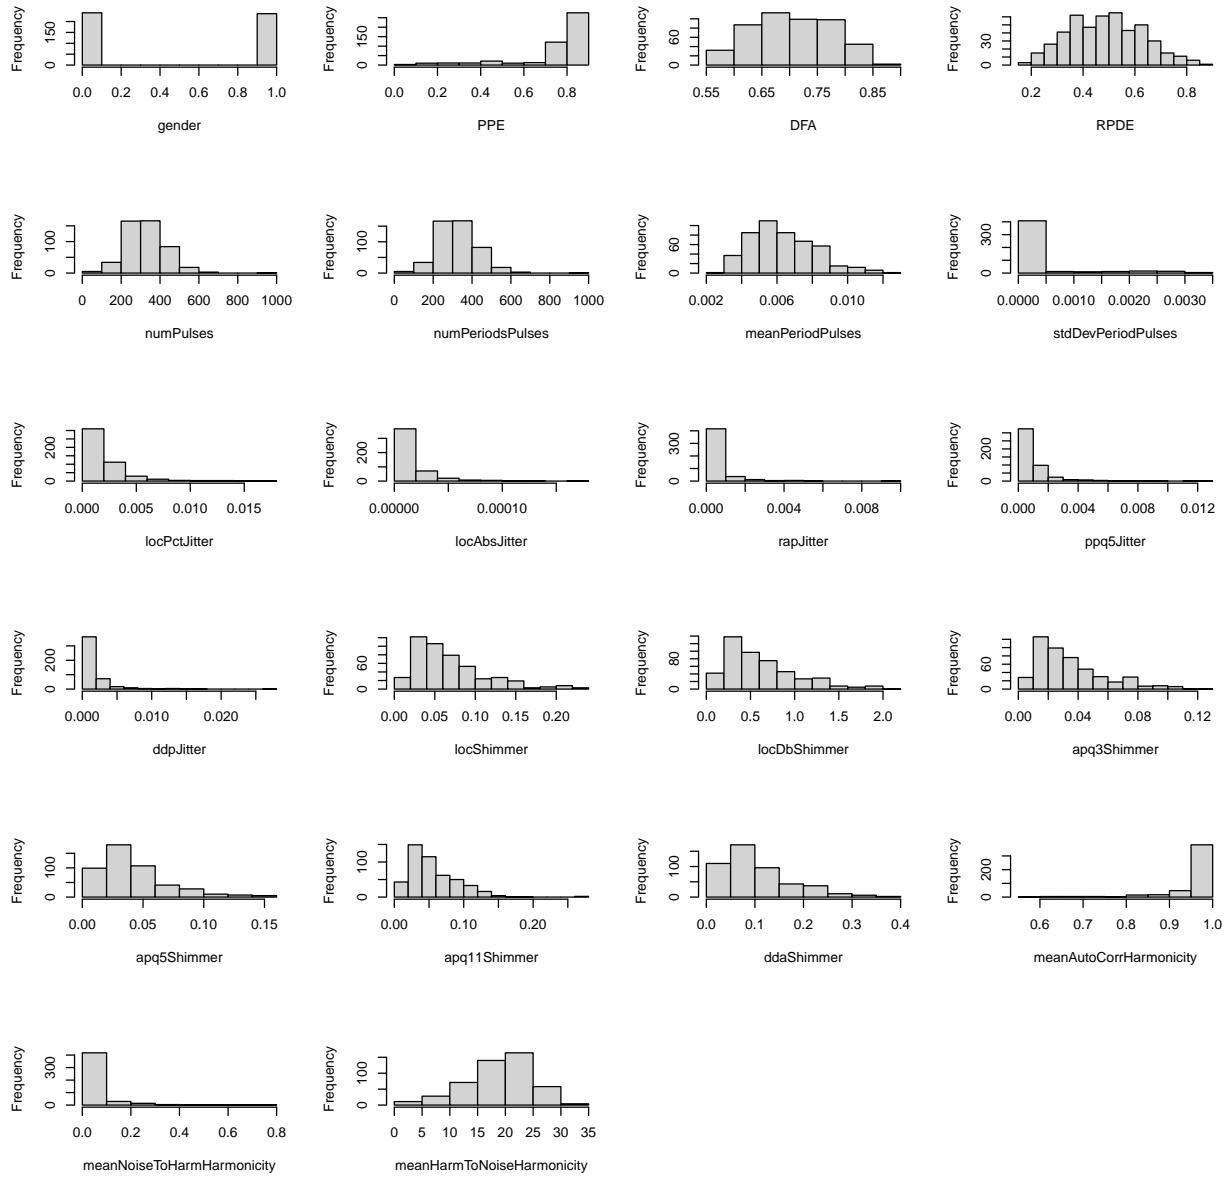 Frequency
0
150
0.0 0.2 0.4 0.6 0.8 1.0
gender
Frequency
0
150
0.0 0.2 0.4 0.6 0.8
PPE
Frequency
0
60
0.55 0.65 0.75 0.85
DFA
Frequency
0
30
0.2 0.4 0.6 0.8
RPDE
Frequency
0
100
0 200 400 600 800 1000
numPulses
Frequency
0
100
0 200 400 600 800 1000
numPeriodsPulses
Frequency
0
60
0.002 0.006 0.010
meanPeriodPulses
Frequency
0
300
0.0000 0.0010 0.0020 0.0030
stdDevPeriodPulses
Frequency
0
200
0.000 0.005 0.010 0.015
locPctJitter
Frequency
0
200
0.00000 0.00010
locAbsJitter
Frequency
0
300
0.000 0.004 0.008
rapJitter
Frequency
0
200
0.000 0.004 0.008 0.012
ppq5Jitter
Frequency
0
200
0.000 0.010 0.020
ddpJitter
Frequency
0
60
0.00 0.05 0.10 0.15 0.20
locShimmer
Frequency
0
80
0.0 0.5 1.0 1.5 2.0
locDbShimmer
Frequency
0
60
0.00 0.04 0.08 0.12
apq3Shimmer
Frequency
0
100
0.00 0.05 0.10 0.15
apq5Shimmer
Frequency
0
100
0.00 0.10 0.20
apq11Shimmer
Frequency
0
100
0.0 0.1 0.2 0.3 0.4
ddaShimmer
Frequency
0
200
0.6 0.7 0.8 0.9 1.0
meanAutoCorrHarmonicity
Frequency
0
300
0.0 0.2 0.4 0.6 0.8
meanNoiseToHarmHarmonicity
Frequency
0
100
0 5 10 15 20 25 30 35
meanHarmToNoiseHarmonicity